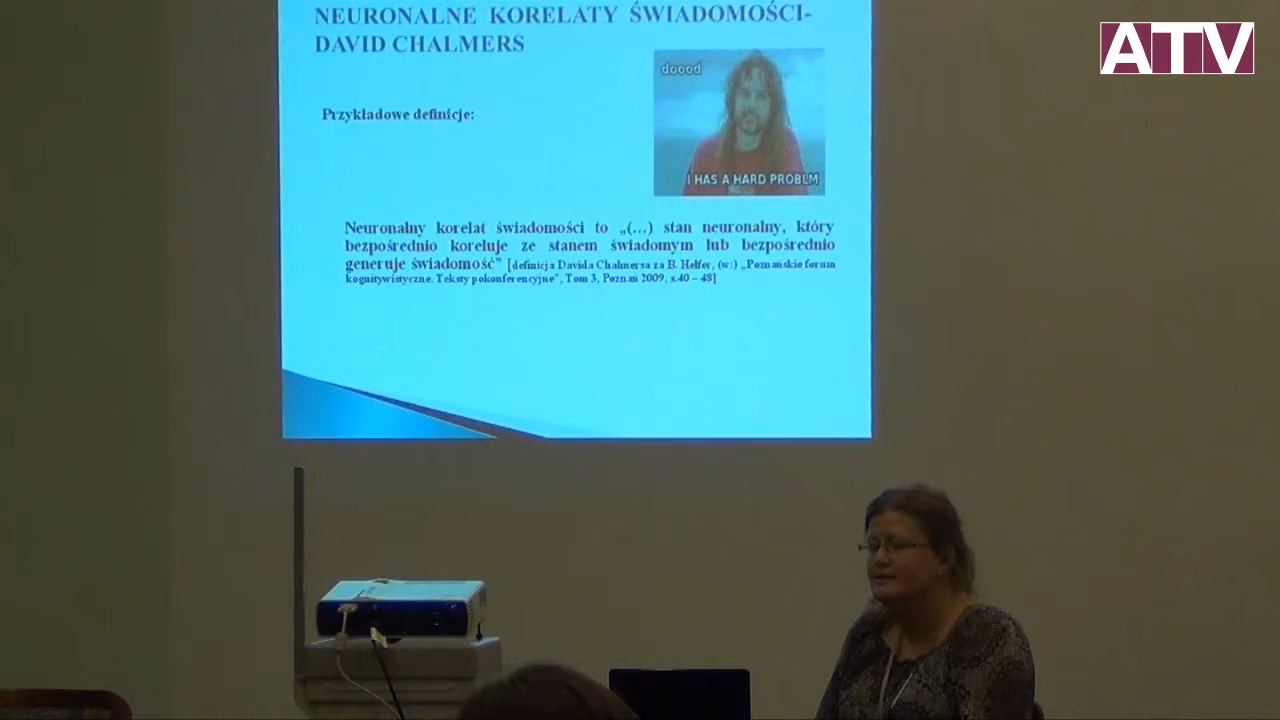 ATV
NEURONALNE KORELATY ŚWIADOMOŚCI-
DAVID CHALMERS
doood
I HAS A HARD PROBLM
Przykładowe definicje:
Neuronalny korelat świadomości to „(...) stan neuronalny, który
bezpośrednio koreluje ze stanem świadomym lub bezpośrednio
generuje świadomość” [definicja Davida Chalmersa za B. Helfer, (w:) „Poznańskie forum
kognitywistyczne. Teksty pokonferencyjne”, Tom 3, Poznań 2009, s.40 – 48]